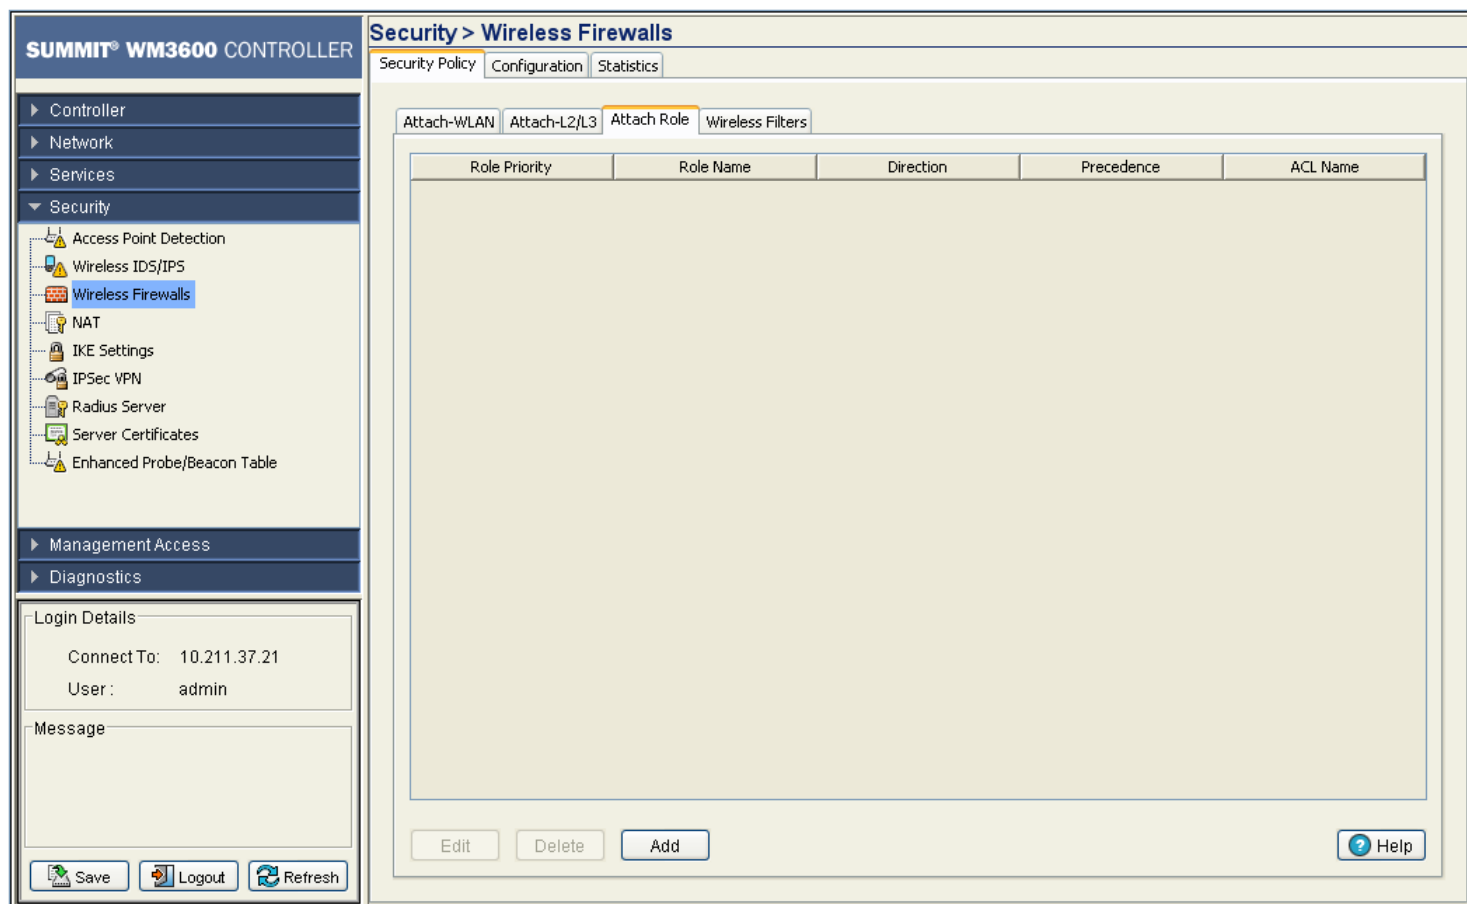 SUMMIT® WM3600 CONTROLLER
Security > Wireless Firewalls
Security Policy Configuration Statistics
Controller
Network
Services
Security
Access Point Detection
Wireless IDS/IPS
Wireless Firewalls
NAT
IKE Settings
IPSec VPN
Radius Server
Server Certificates
Enhanced Probe/Beacon Table
Management Access
Diagnostics
Login Details
Connect To: 10.211.37.21
User : admin
Message
Save Logout Refresh
Attach-WLAN Attach-L2/L3 Attach Role Wireless Filters
Role Priority Role Name Direction Precedence ACL Name
Edit Delete Add Help